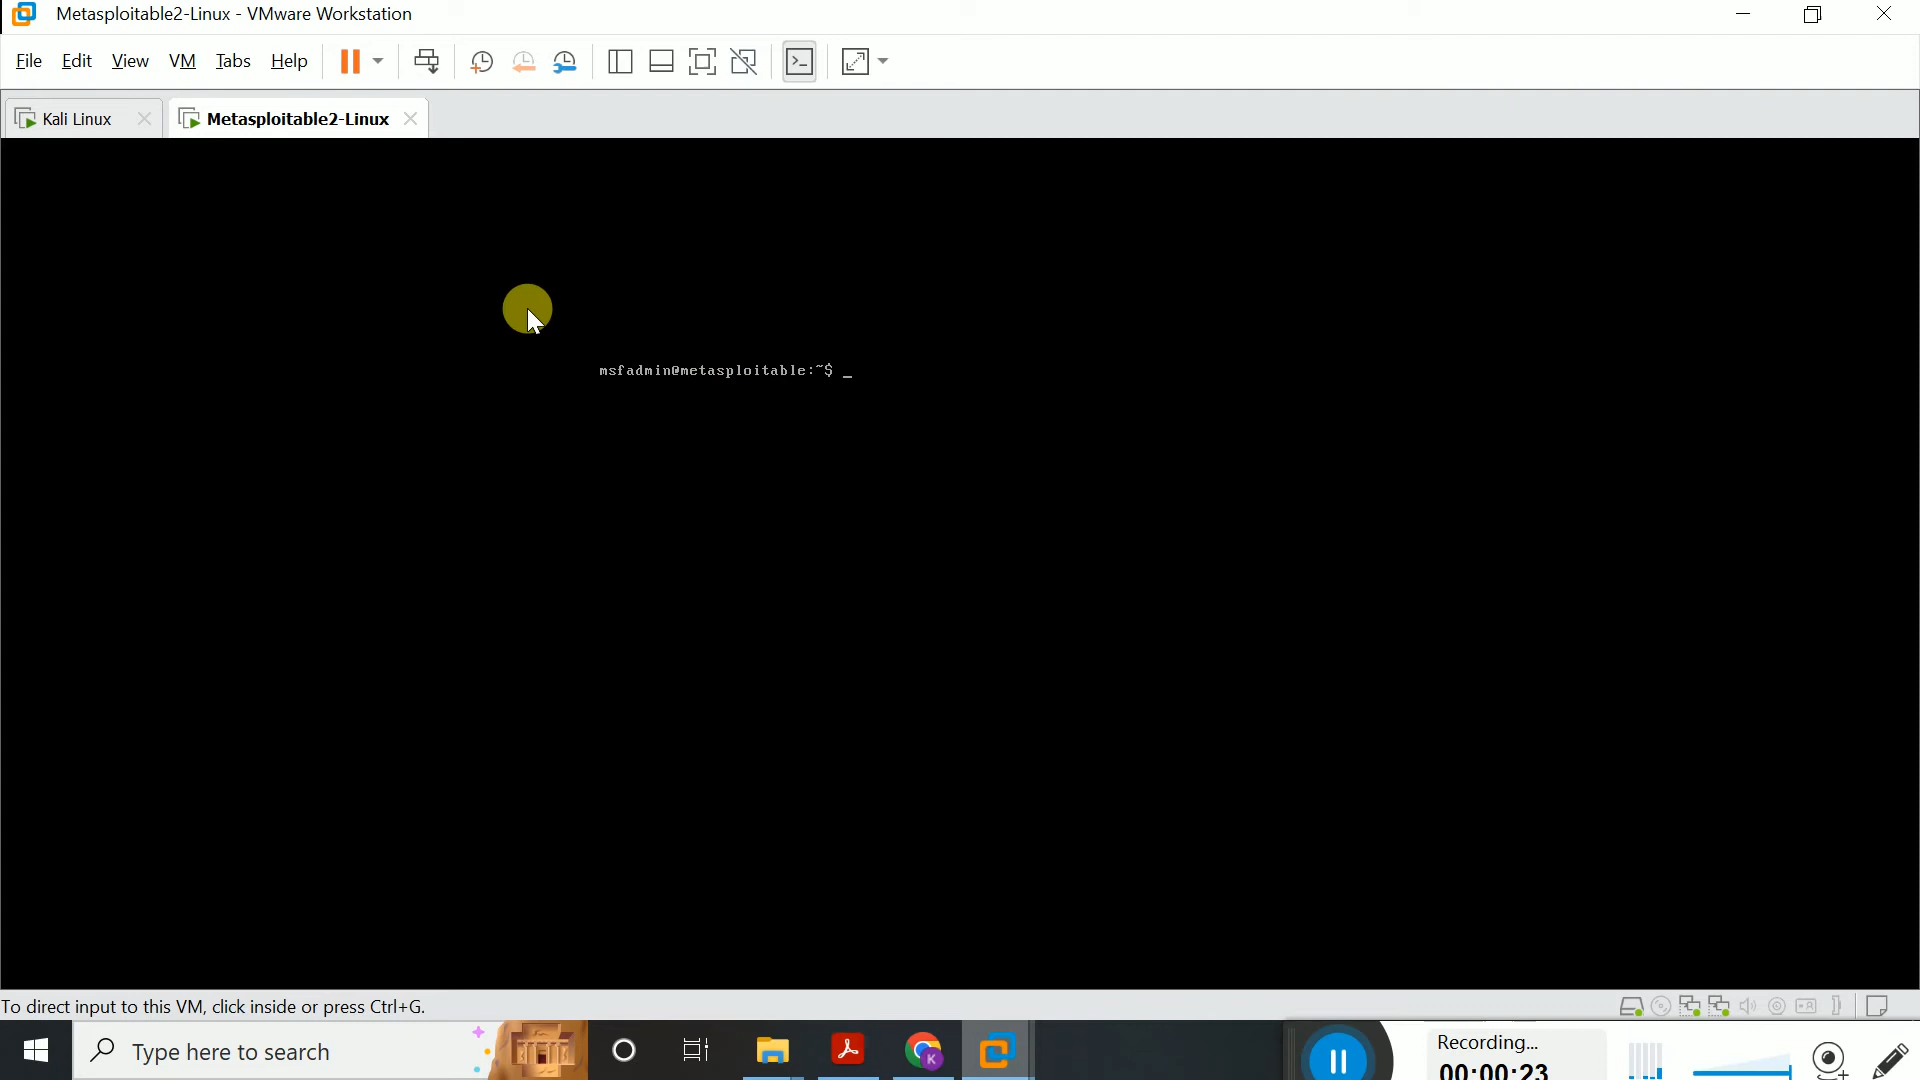 Metasploitable2-Linux - VMware Workstation
File Edit View VM Tabs Help
Kali Linux
Metasploitable2-Linux
msfadmin@metasploitable:~$ _
To direct input to this VM, click inside or press Ctrl+G.
Type here to search
K
Recording...
00:00:23